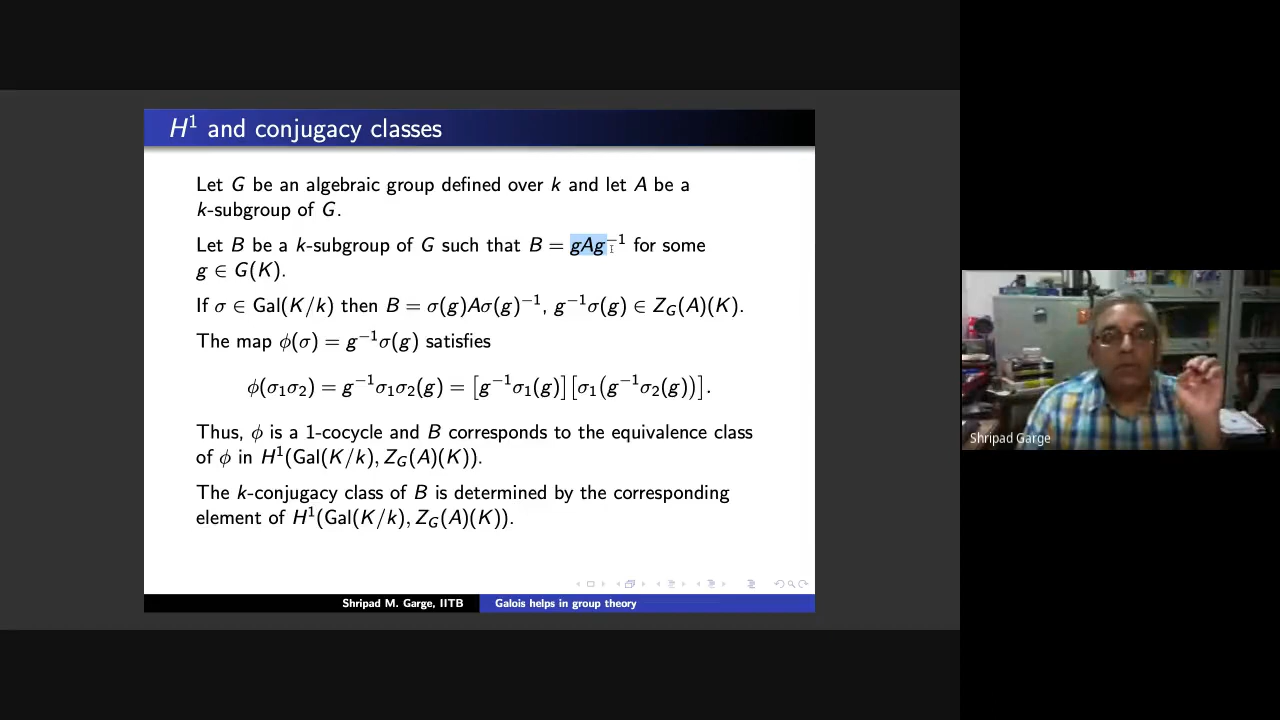 H¹ and conjugacy classes
Let G be an algebraic group defined over k and let A be a
k-subgroup of G.
Let B be a k-subgroup of G such that B = gAg⁻¹ for some
g ∈ G(K).
If σ ∈ Gal(K/k) then B = σ(g)Aσ(g)⁻¹, g⁻¹σ(g) ∈ Z_G(A)(K).
The map ϕ(σ) = g⁻¹σ(g) satisfies
ϕ(σ₁σ₂) = g⁻¹σ₁σ₂(g) = [g⁻¹σ₁(g)][σ₁(g⁻¹σ₂(g))].
Thus, ϕ is a 1-cocycle and B corresponds to the equivalence class
of ϕ in H¹(Gal(K/k), Z_G(A)(K)).
The k-conjugacy class of B is determined by the corresponding
element of H¹(Gal(K/k), Z_G(A)(K)).
Shripad M. Garge, IITB
Galois helps in group theory
Shripad Garge